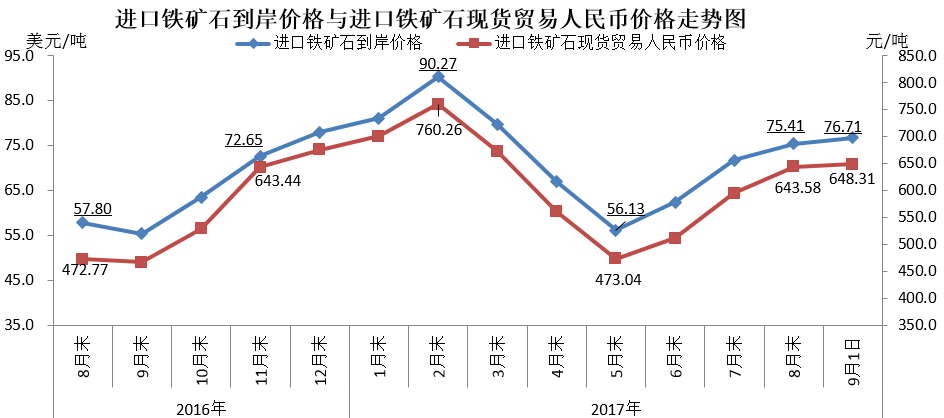 进口铁矿石到岸价格与进口铁矿石现货贸易人民币价格走势图
美元/吨
元/吨
进口铁矿石到岸价格
进口铁矿石现货贸易人民币价格
95.0
85.0
75.0
65.0
55.0
45.0
35.0
850.0
800.0
750.0
700.0
650.0
600.0
550.0
500.0
450.0
400.0
350.0
57.80
72.65
90.27
56.13
75.41
76.71
472.77
643.44
760.26
473.04
643.58
648.31
8月末
9月末
10月末
11月末
12月末
1月末
2月末
3月末
4月末
5月末
6月末
7月末
8月末
9月1日
2016年
2017年